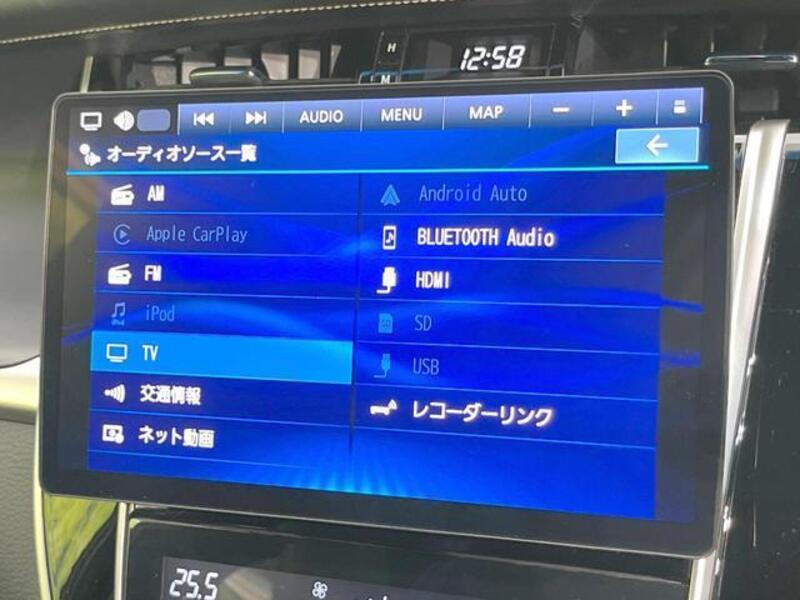 H
12:58
M
AUDIO
MENU
MAP
オーディオソース一覧
AM
Apple CarPlay
FM
iPod
TV
交通情報
ネット動画
Android Auto
BLUETOOTH Audio
HDMI
SD
USB
レコーダーリンク
25.5